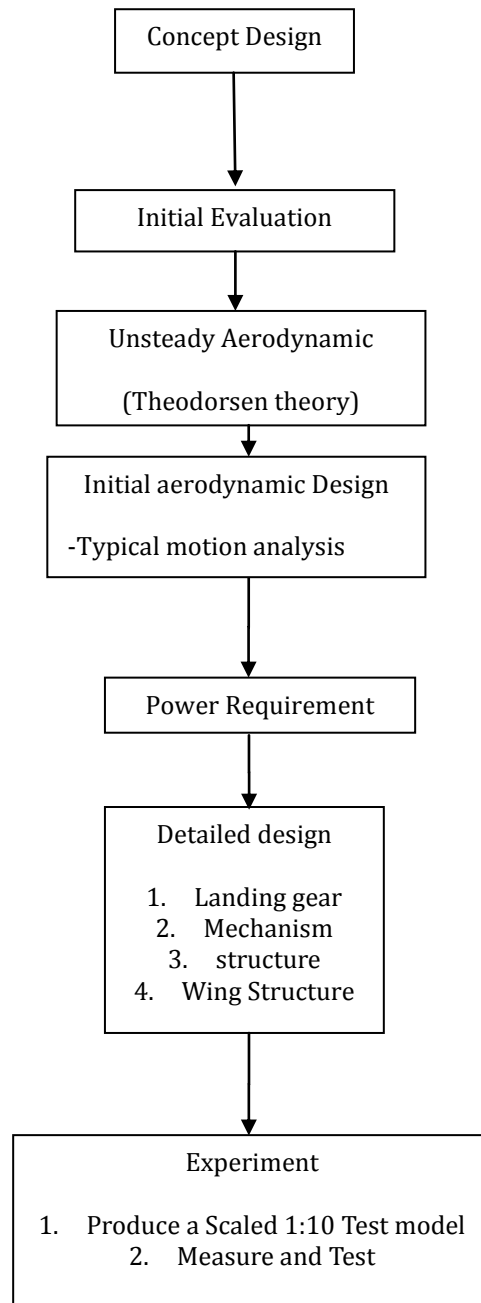 Concept Design
Initial Evaluation
Unsteady Aerodynamic
(Theodorsen theory)
Initial aerodynamic Design
-Typical motion analysis
Power Requirement
Detailed design
1. Landing gear
2. Mechanism
3. structure
4. Wing Structure
Experiment
1. Produce a Scaled 1:10 Test model
2. Measure and Test